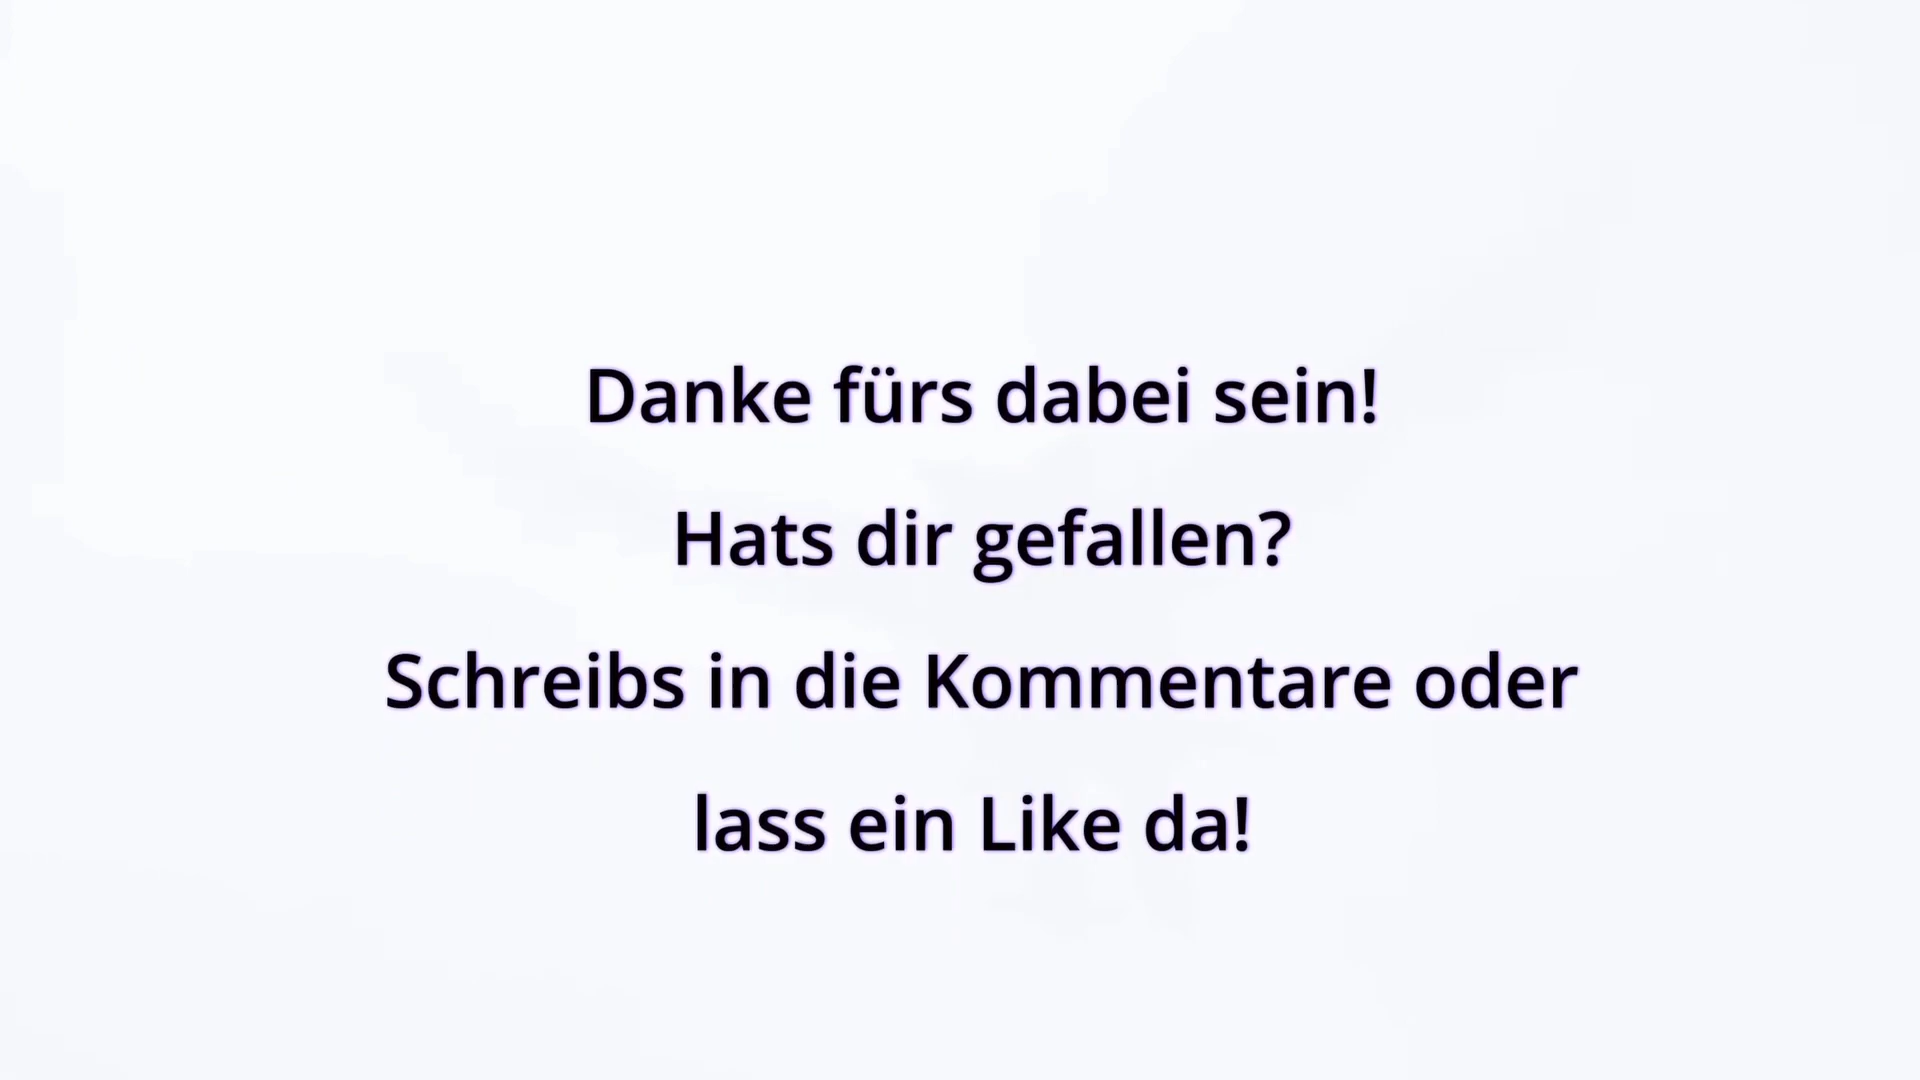 Danke fürs dabei sein!
Hats dir gefallen?
Schreibs in die Kommentare oder
lass ein Like da!